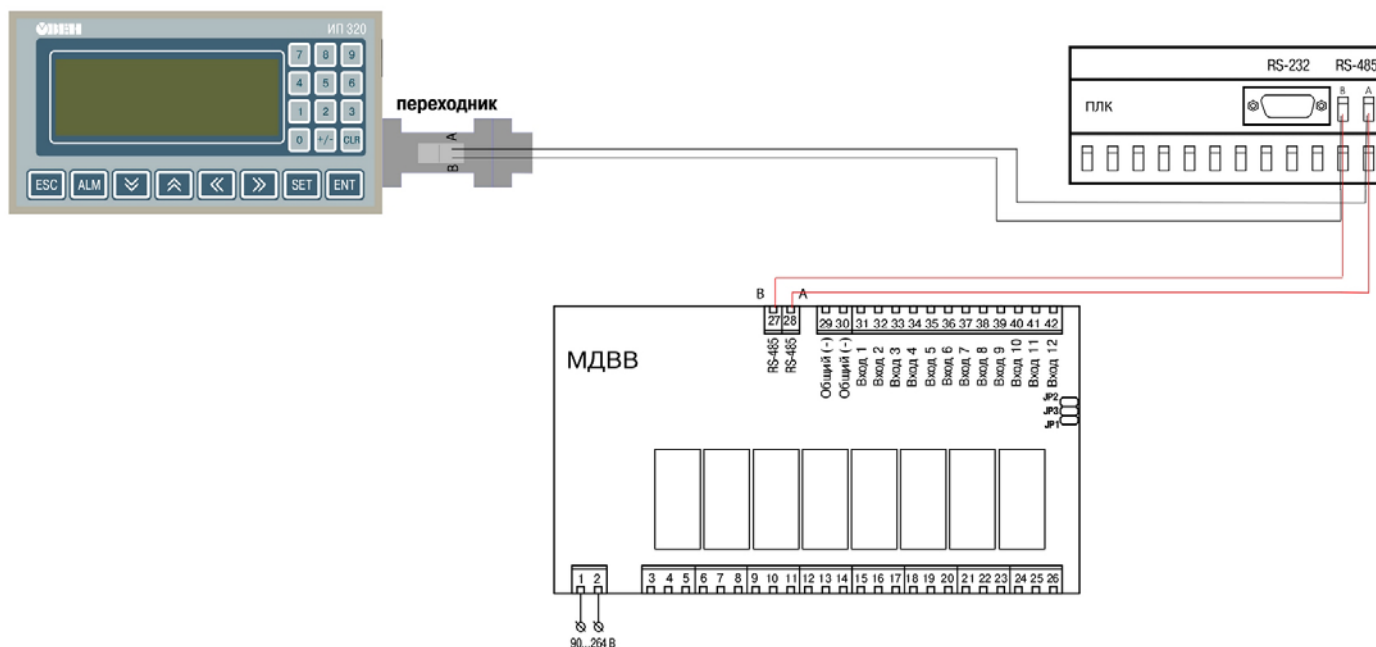 ОВЕН ИП 320
7 8 9
4 5 6
1 2 3
0 +/- CLR
ESC ALM SET ENT
переходник
A
B
RS-232 RS-485
B A
ПЛК
B A
27 28 29 30 31 32 33 34 35 36 37 38 39 40 41 42
RS-485
RS-485
Общий (-)
Общий (-)
Вход 1
Вход 2
Вход 3
Вход 4
Вход 5
Вход 6
Вход 7
Вход 8
Вход 9
Вход 10
Вход 11
Вход 12
МДВВ
JP2
JP3
JP1
1 2 3 4 5 6 7 8 9 10 11 12 13 14 15 16 17 18 19 20 21 22 23 24 25 26
90...264 В